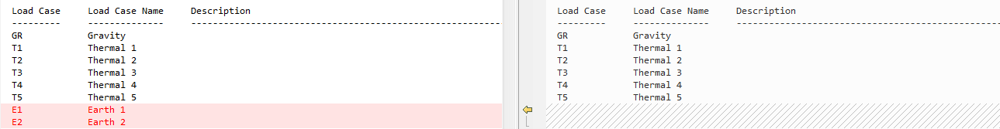 Load Case Load Case Name Description
--------- -------------- ---------------------------------------------------------
GR Gravity
T1 Thermal 1
T2 Thermal 2
T3 Thermal 3
T4 Thermal 4
T5 Thermal 5
E1 Earth 1
E2 Earth 2
Load Case Load Case Name Description
--------- -------------- -------------------------------------------------
GR Gravity
T1 Thermal 1
T2 Thermal 2
T3 Thermal 3
T4 Thermal 4
T5 Thermal 5